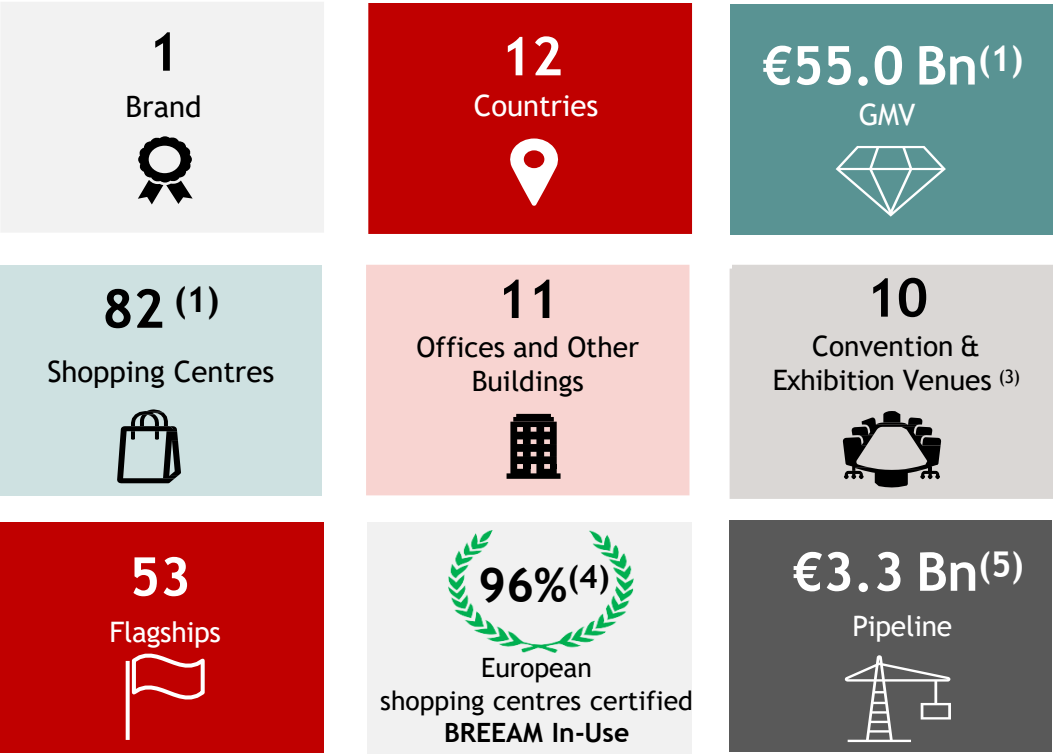 1
Brand
12
Countries
€55.0 Bn(1)
GMV
82 (1)
Shopping Centres
11
Offices and Other
Buildings
10
Convention &
Exhibition Venues (3)
53
Flagships
96%(4)
European
shopping centres certified
BREEAM In-Use
€3.3 Bn(5)
Pipeline